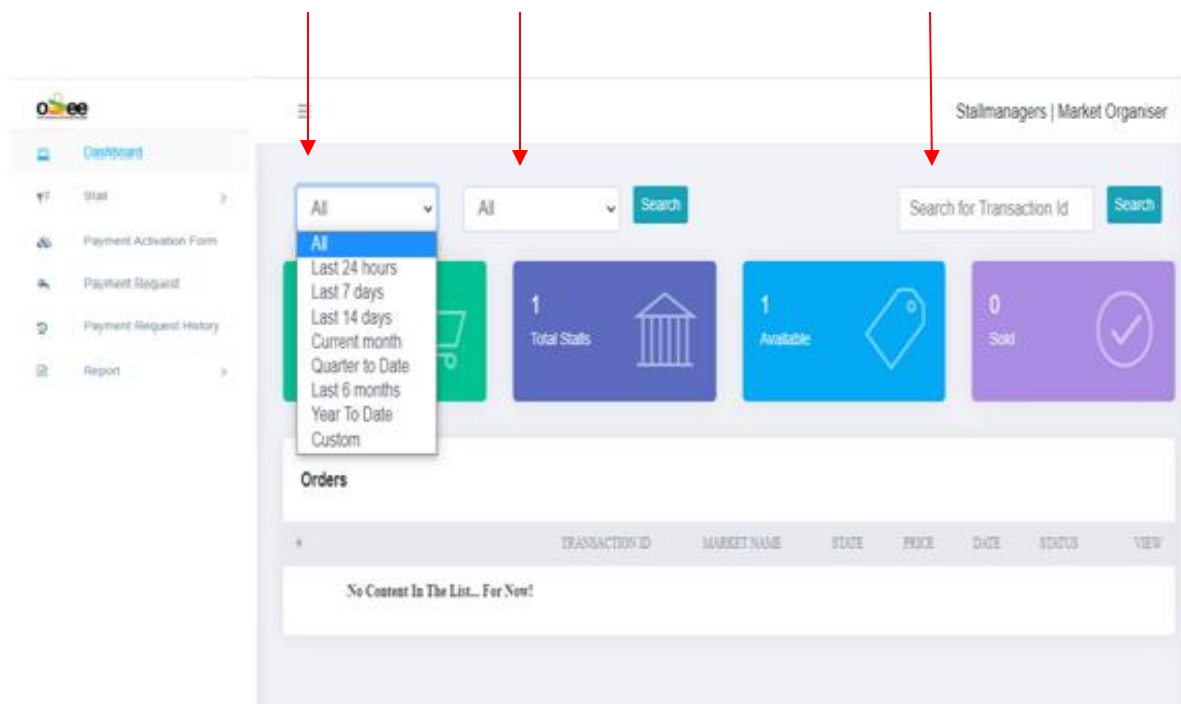 Stallmanagers | Market Organiser
Dashboard
Stall
Payment Activation Form
Payment Request
Payment Request History
Report
All
All
Search
Search for Transaction Id
Search
All
Last 24 hours
Last 7 days
Last 14 days
Current month
Quarter to Date
Last 6 months
Year To Date
Custom
1
Total Stalls
1
Available
0
Sold
Orders
# TRANSACTION ID MARKET NAME STATE PRICE DATE STATUS VIEW
No Content In The List... For Now!